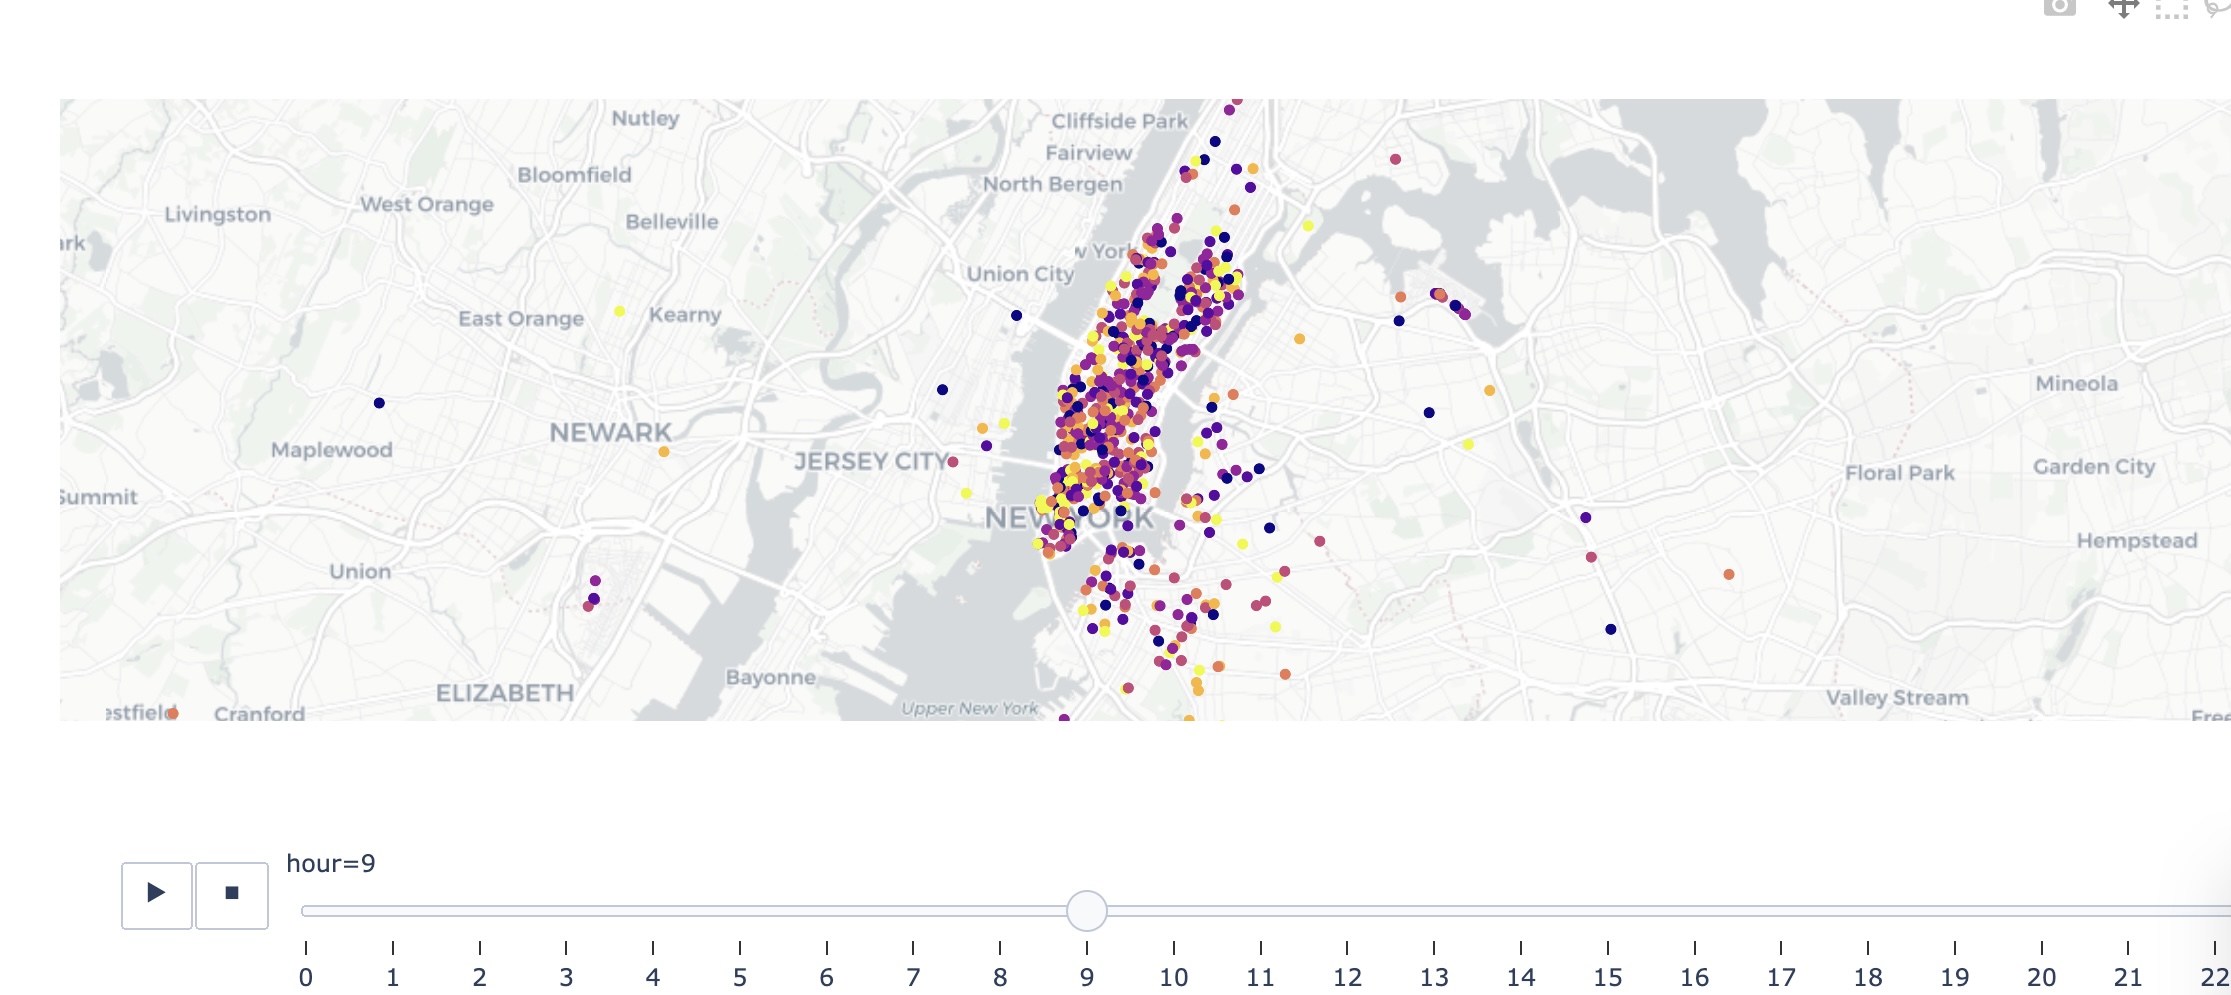 Nutley
Cliffside Park
Fairview
Bloomfield
North Bergen
West Orange
Livingston
Belleville
ark
w York
Union City
East Orange
Kearny
Mineola
NEWARK
Maplewood
JERSEY CITY
Floral Park
Garden City
Summit
NEW YORK
Hempstead
Union
Bayonne
ELIZABETH
Valley Stream
estfield
Cranford
Upper New York
Free
hour=9
0 1 2 3 4 5 6 7 8 9 10 11 12 13 14 15 16 17 18 19 20 21 22